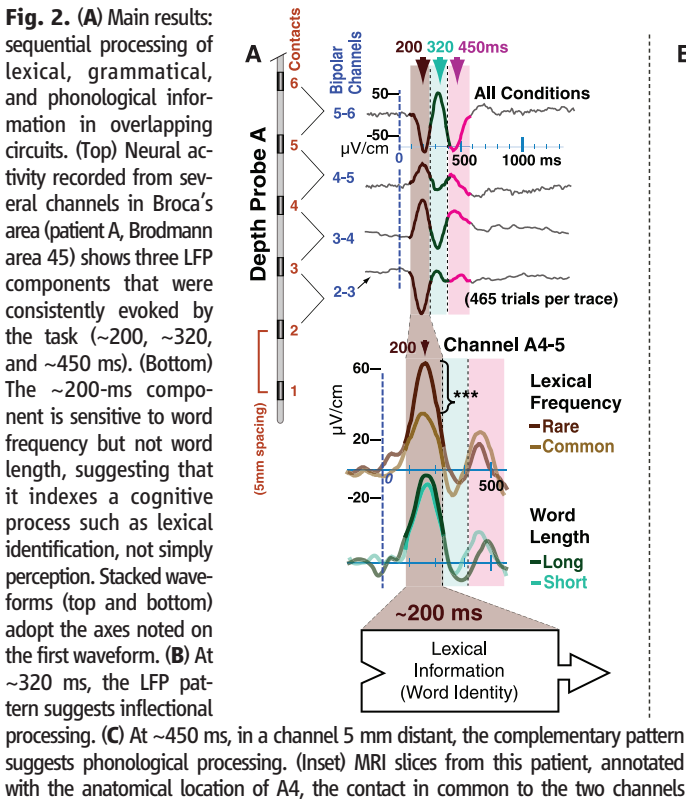 Fig. 2. (A) Main results:
sequential processing of
lexical, grammatical,
and phonological infor-
mation in overlapping
circuits. (Top) Neural ac-
tivity recorded from sev-
eral channels in Broca's
area (patient A, Brodmann
area 45) shows three LFP
components that were
consistently evoked by
the task (~200, ~320,
and ~450 ms). (Bottom)
The ~200-ms compo-
nent is sensitive to word
frequency but not word
length, suggesting that
it indexes a cognitive
process such as lexical
identification, not simply
perception. Stacked wave-
forms (top and bottom)
adopt the axes noted on
the first waveform. (B) At
~320 ms, the LFP pat-
tern suggests inflectional
processing. (C) At ~450 ms, in a channel 5 mm distant, the complementary pattern
suggests phonological processing. (Inset) MRI slices from this patient, annotated
with the anatomical location of A4, the contact in common to the two channels
A
Depth Probe A
Contacts
6
5
4
3
2
1
(5mm spacing)
Bipolar
Channels
5-6
4-5
3-4
2-3
200 320 450ms
All Conditions
50
-50
µV/cm
0
500
1000 ms
(465 trials per trace)
200
Channel A4-5
60
µV/cm
20
-20
0
500
***
Lexical
Frequency
Rare
Common
Word
Length
Long
Short
~200 ms
Lexical
Information
(Word Identity)